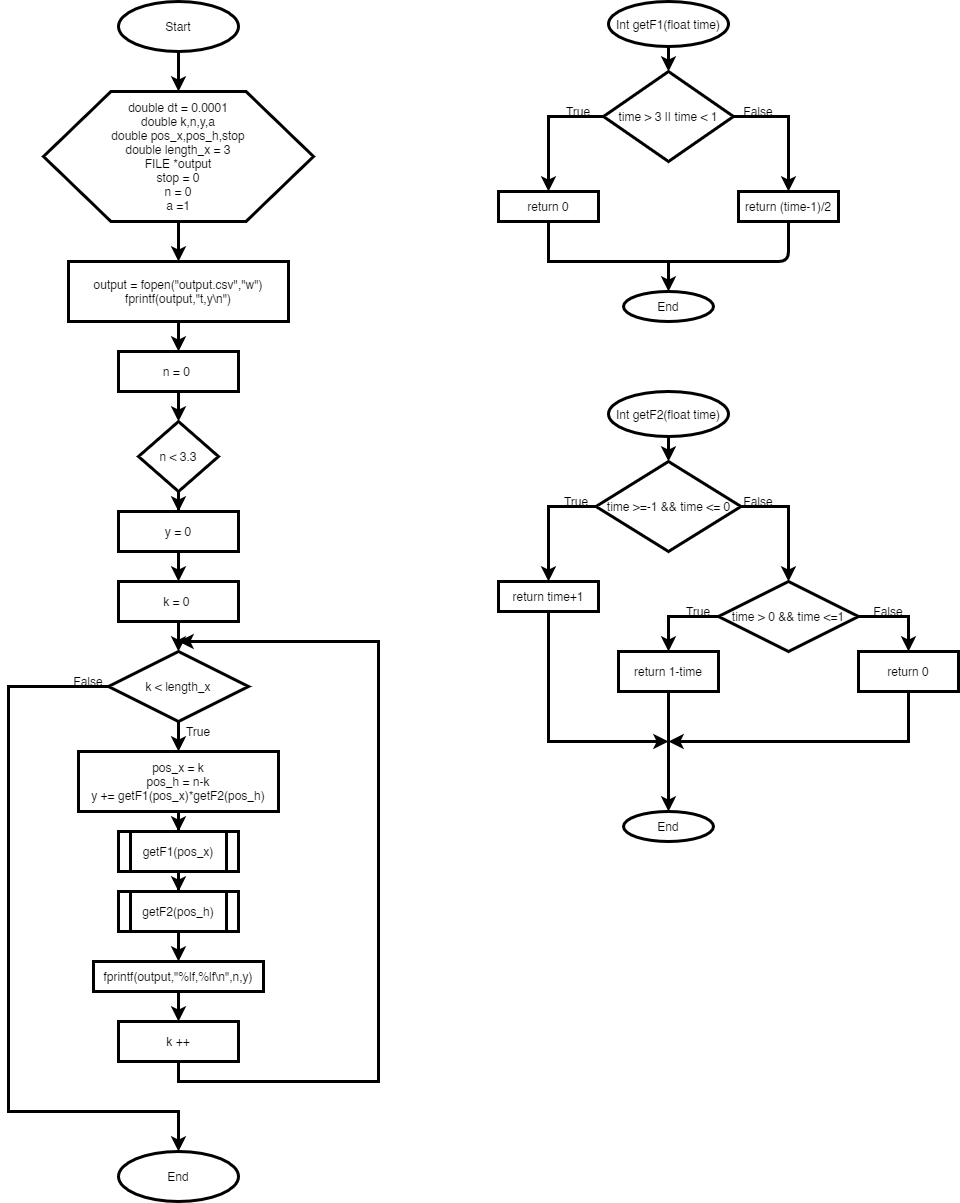 Start
double dt = 0.0001
double k,n,y,a
double pos_x,pos_h,stop
double length_x = 3
FILE *output
stop = 0
n = 0
a =1
output = fopen("output.csv","w")
fprintf(output,"t,y\n")
n = 0
n < 3.3
y = 0
k = 0
k < length_x
False
True
pos_x = k
pos_h = n-k
y += getF1(pos_x)*getF2(pos_h)
getF1(pos_x)
getF2(pos_h)
fprintf(output,"%lf,%lf\n",n,y)
k ++
End
Int getF1(float time)
True
time > 3 || time < 1
False
return 0
return (time-1)/2
End
Int getF2(float time)
True
time >=-1 && time <= 0
False
return time+1
True
time > 0 && time <=1
False
return 1-time
return 0
End